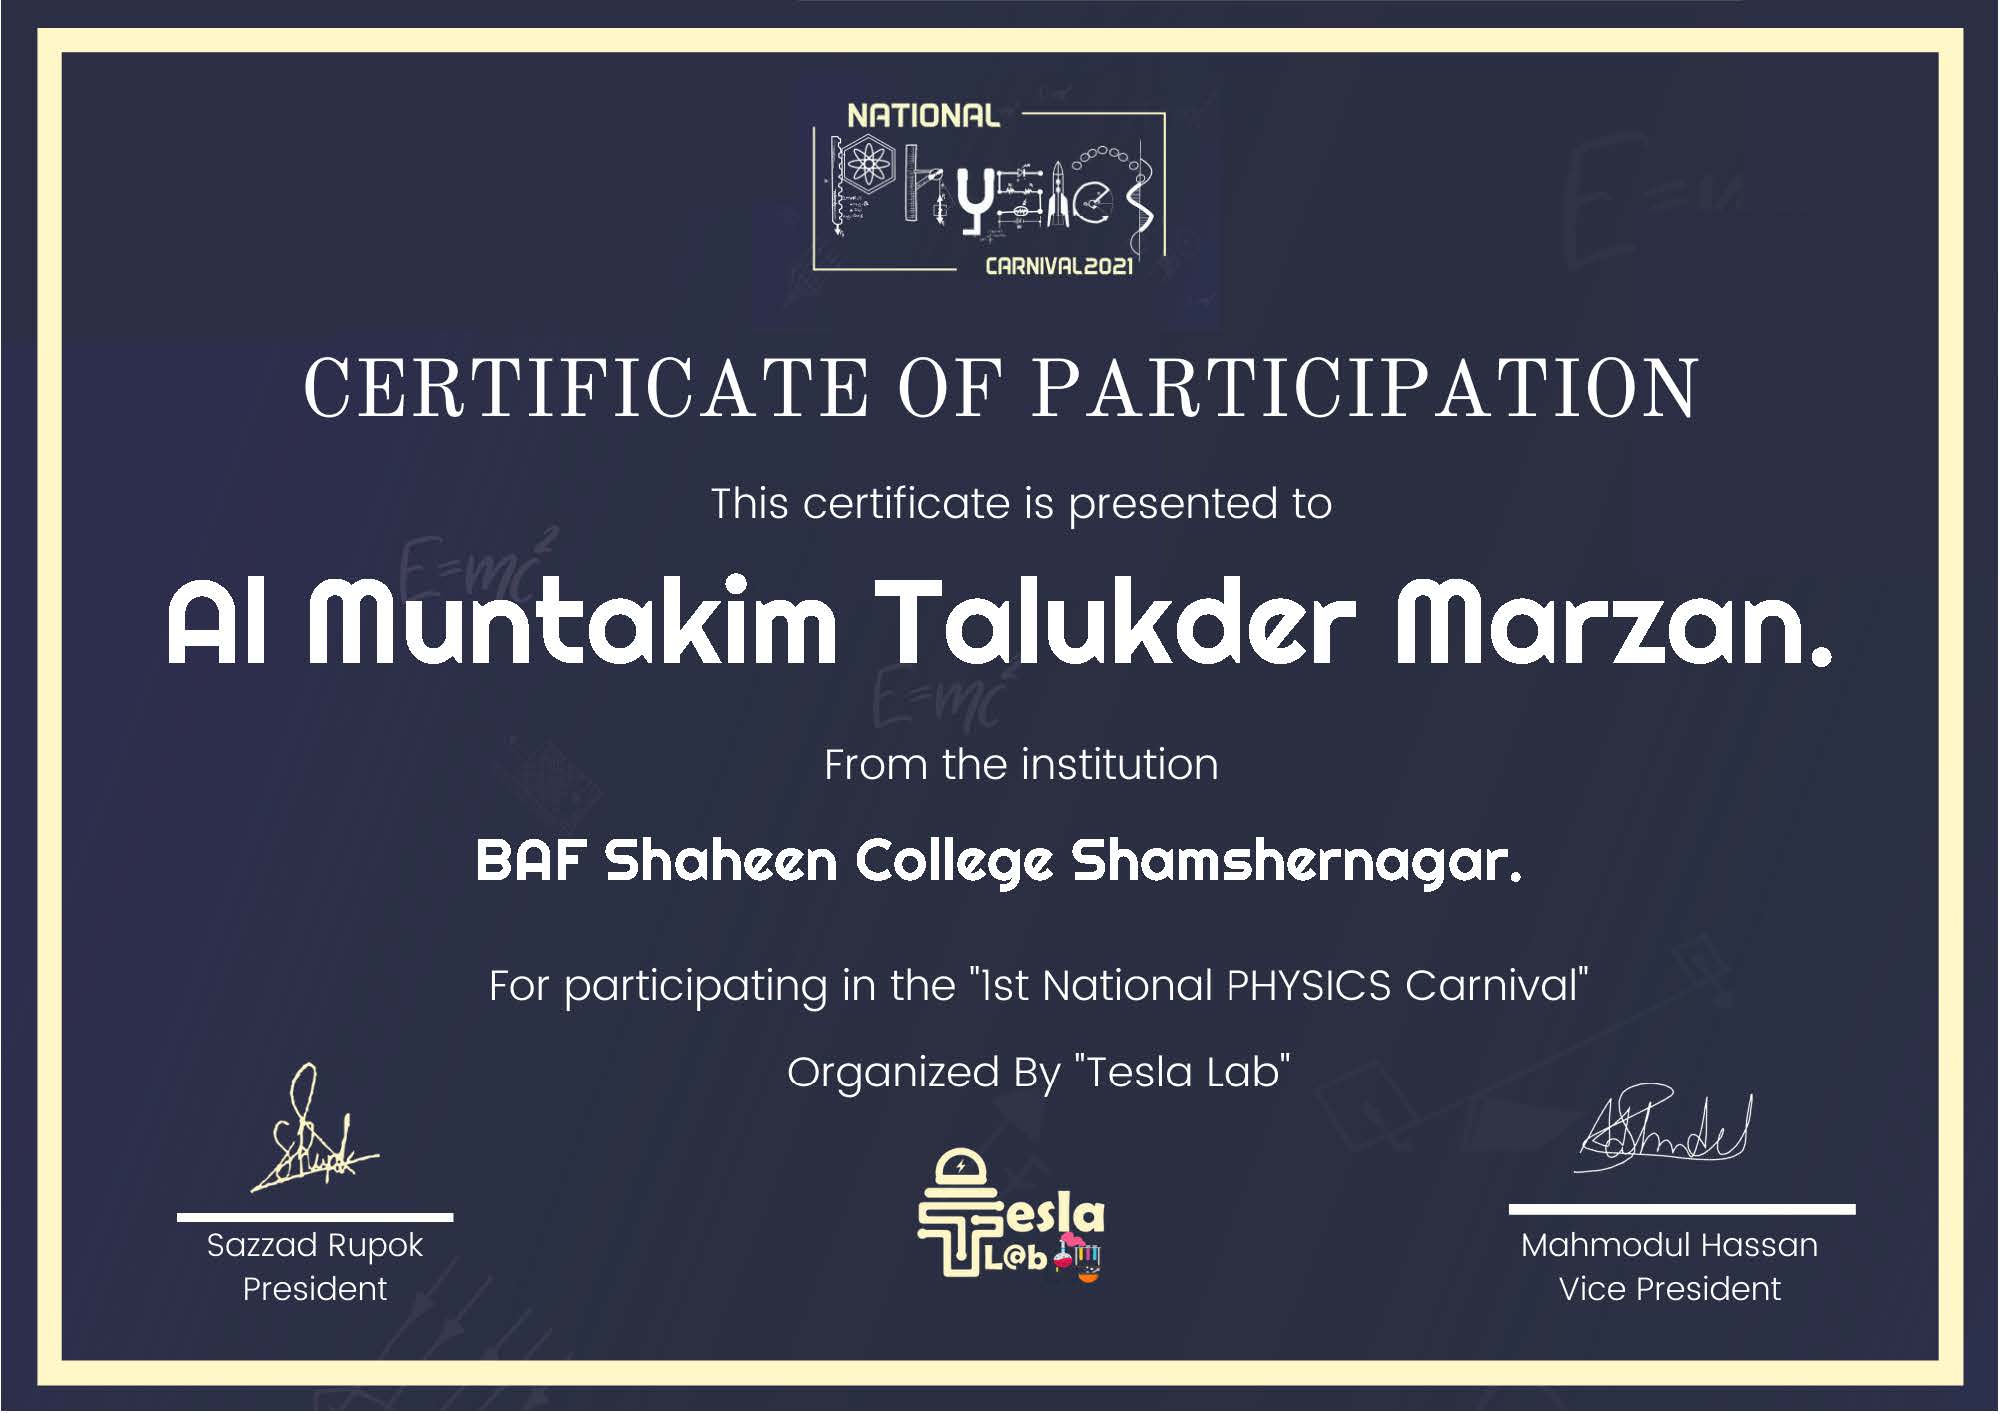 NATIONAL
Physics
CARNIVAL2021
CERTIFICATE OF PARTICIPATION
This certificate is presented to
E=mc²
Al Muntakim Talukder Marzan.
E=mc²
From the institution
BAF Shaheen College Shamshernagar.
For participating in the "1st National PHYSICS Carnival"
Organized By "Tesla Lab"
Tesla
L@b
Sazzad Rupok
President
Mahmodul Hassan
Vice President